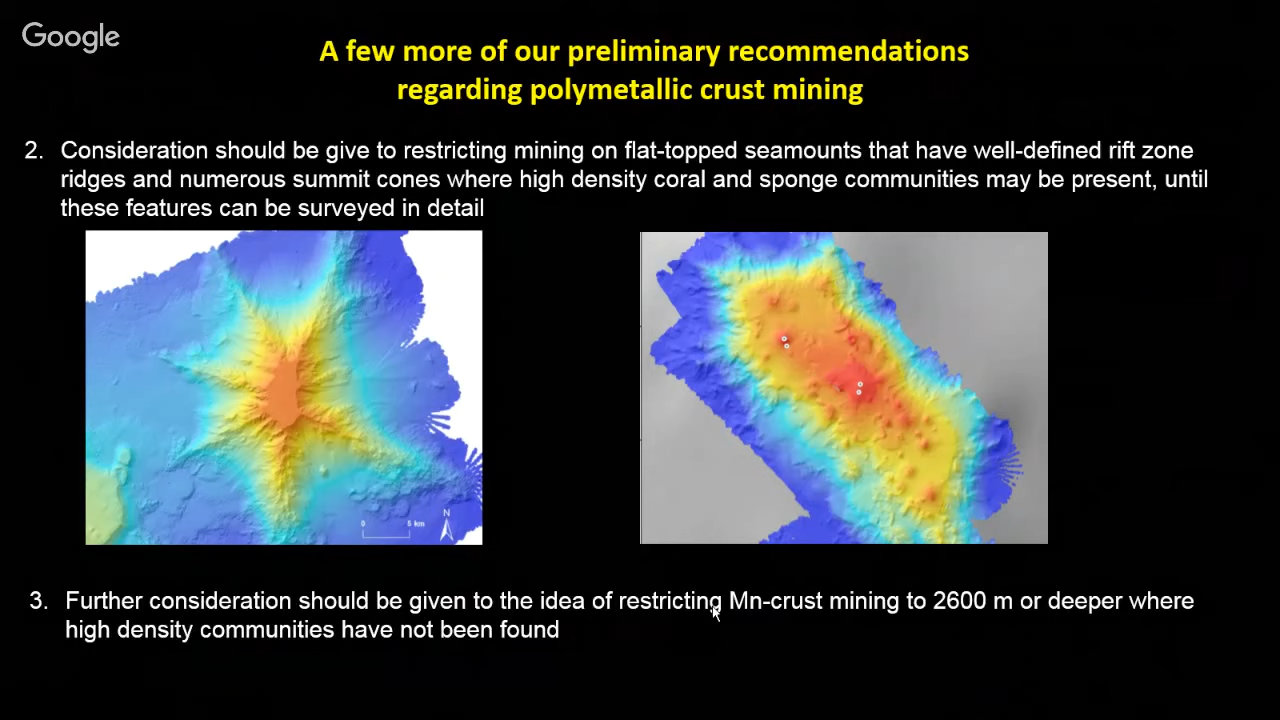 Google
A few more of our preliminary recommendations
regarding polymetallic crust mining
2. Consideration should be give to restricting mining on flat-topped seamounts that have well-defined rift zone
ridges and numerous summit cones where high density coral and sponge communities may be present, until
these features can be surveyed in detail
N
0 5 km
3. Further consideration should be given to the idea of restricting Mn-crust mining to 2600 m or deeper where
high density communities have not been found